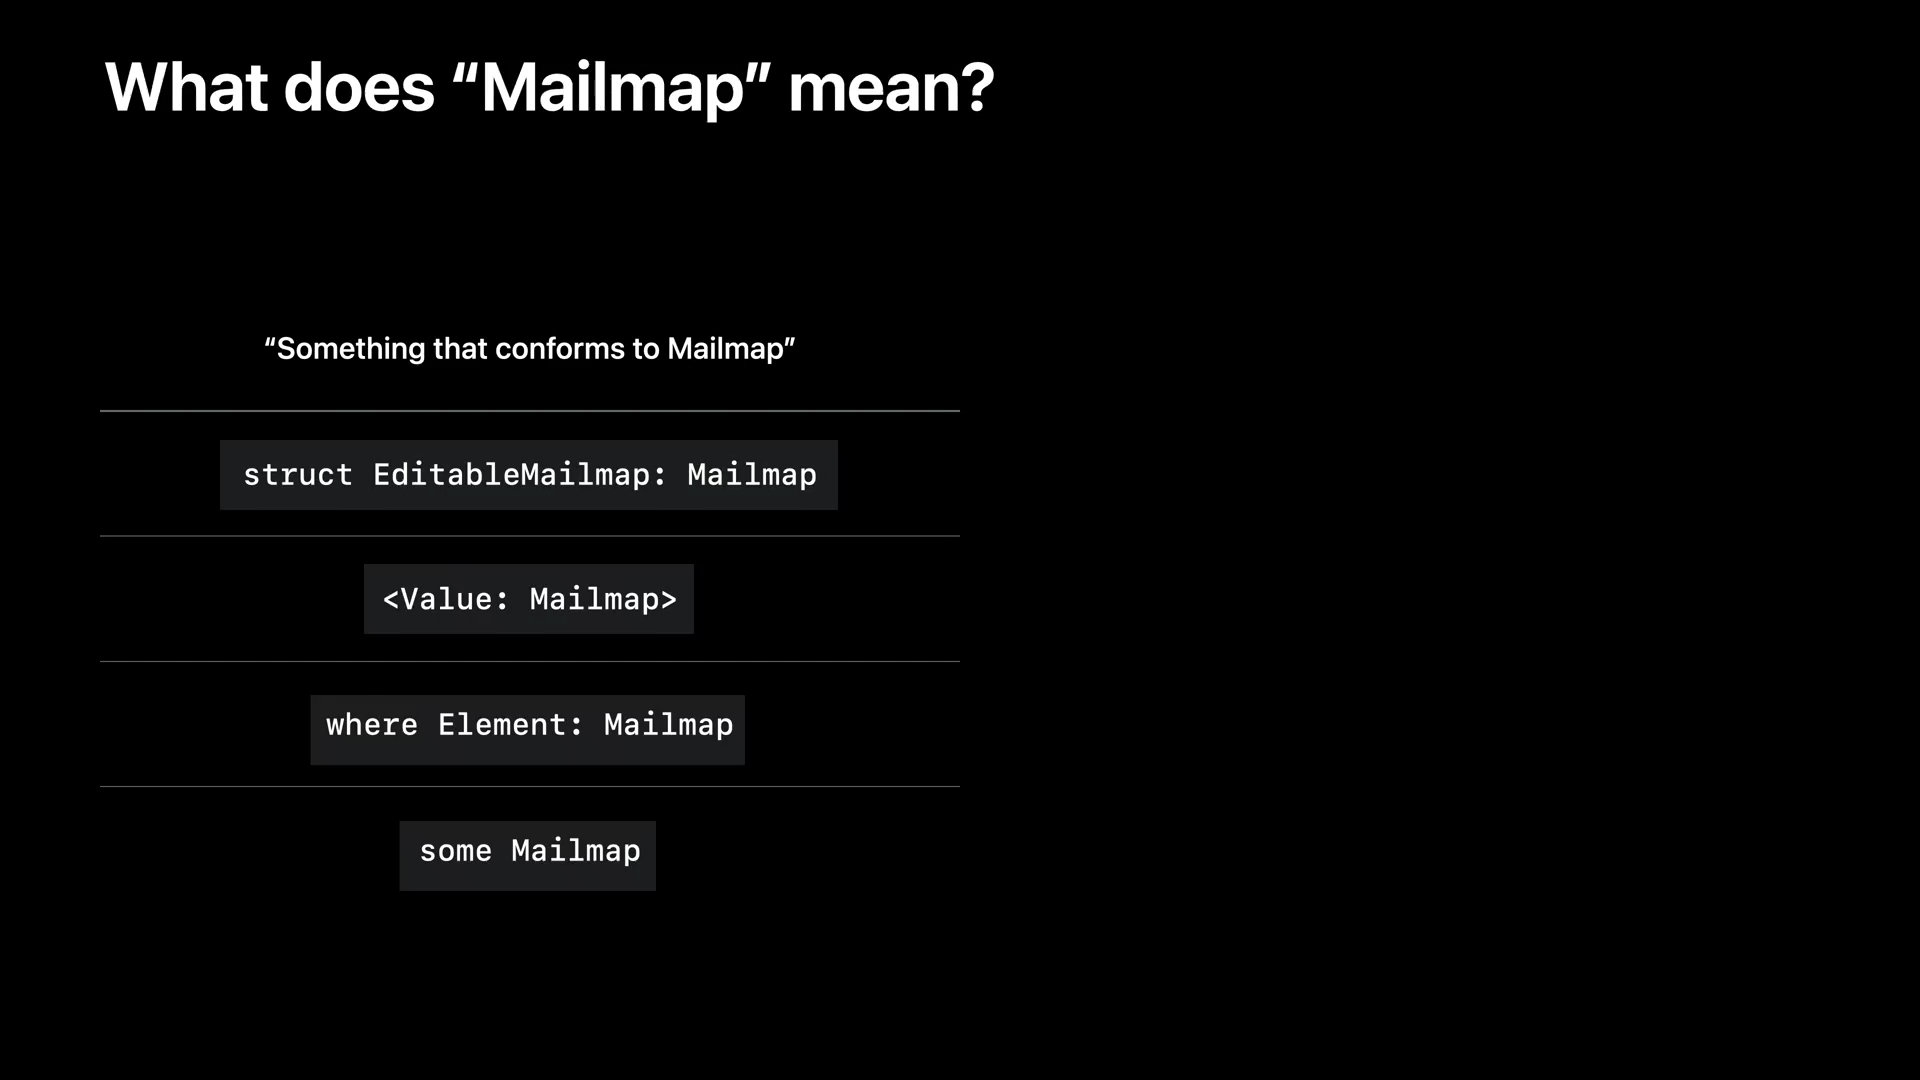 What does “Mailmap” mean?
“Something that conforms to Mailmap”
struct EditableMailmap: Mailmap
<Value: Mailmap>
where Element: Mailmap
some Mailmap